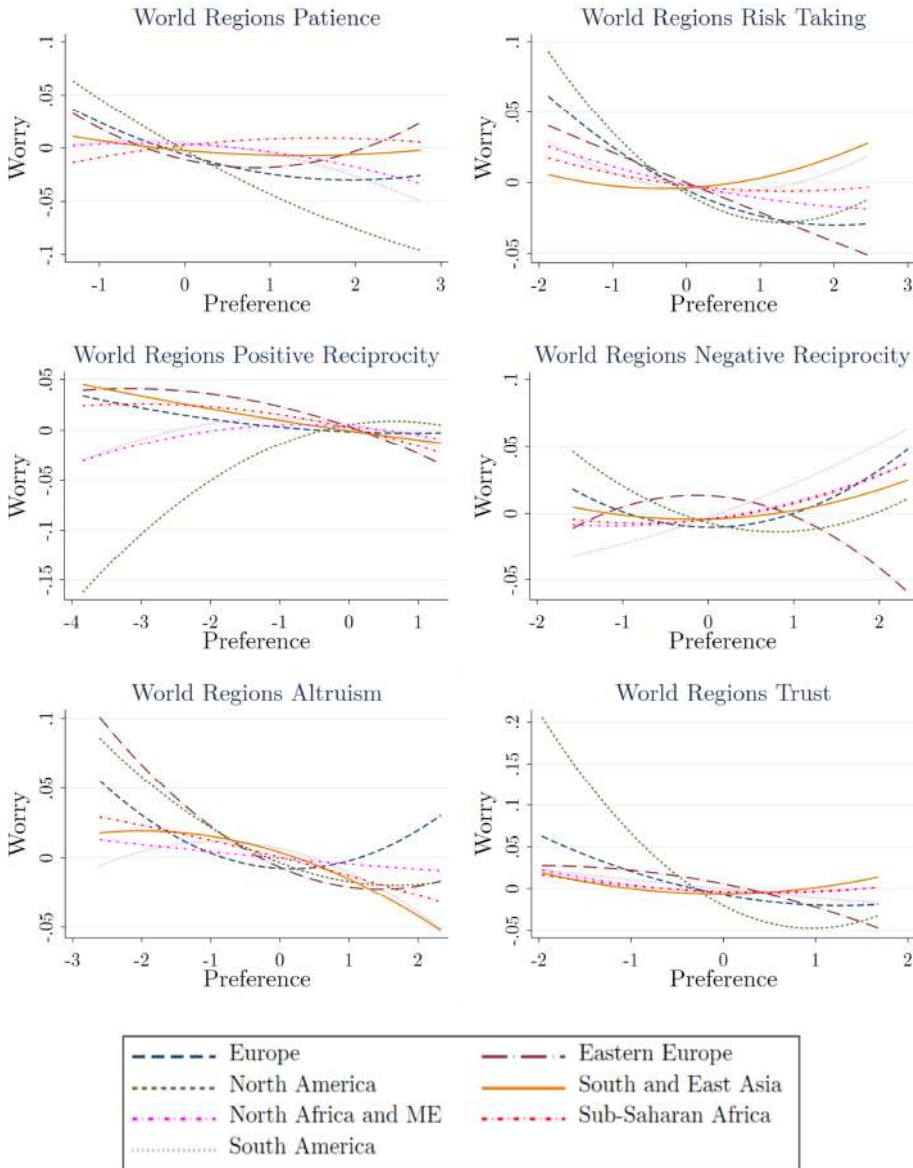 World Regions Patience
.1
.05
0
-.05
-.1
Worry
-1 0 1 2 3
Preference
World Regions Risk Taking
.1
.05
0
-.05
Worry
-2 -1 0 1 2 3
Preference
World Regions Positive Reciprocity
.05
0
-.05
-.1
-.15
Worry
-4 -3 -2 -1 0 1
Preference
World Regions Negative Reciprocity
.1
.05
0
-.05
Worry
-2 -1 0 1 2
Preference
World Regions Altruism
.1
.05
0
-.05
Worry
-3 -2 -1 0 1 2
Preference
World Regions Trust
.2
.15
.1
.05
0
-.05
Worry
-2 -1 0 1 2
Preference
Europe
Eastern Europe
North America
South and East Asia
North Africa and ME
Sub-Saharan Africa
South America